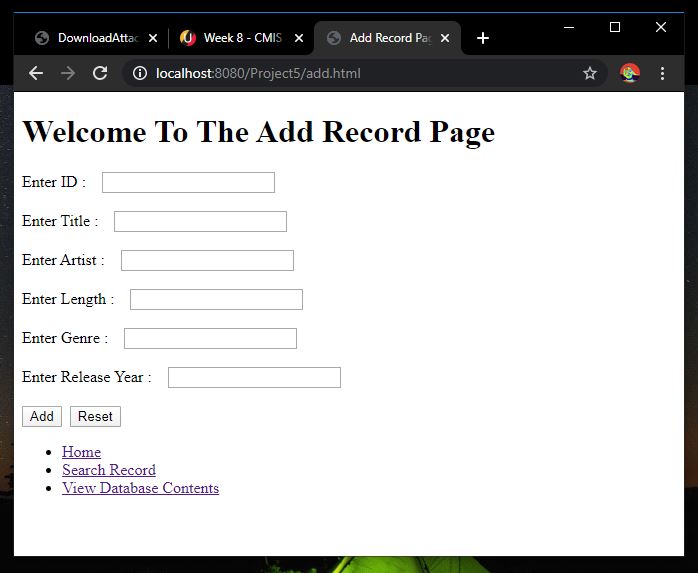 DownloadAttac
Week 8 - CMIS
Add Record Pag
localhost:8080/Project5/add.html
Welcome To The Add Record Page
Enter ID :
Enter Title :
Enter Artist :
Enter Length :
Enter Genre :
Enter Release Year :
Add Reset
Home
Search Record
View Database Contents